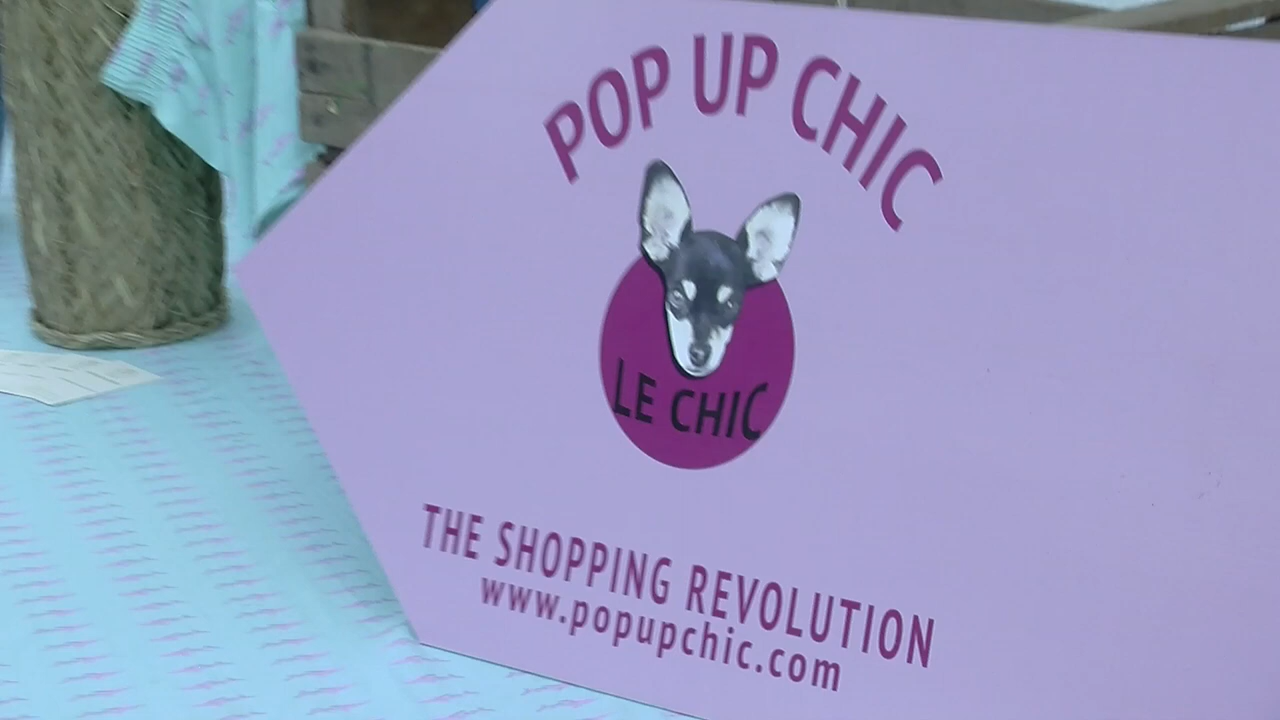 POP UP CHIC
LE CHIC
THE SHOPPING REVOLUTION
www.popupchic.com